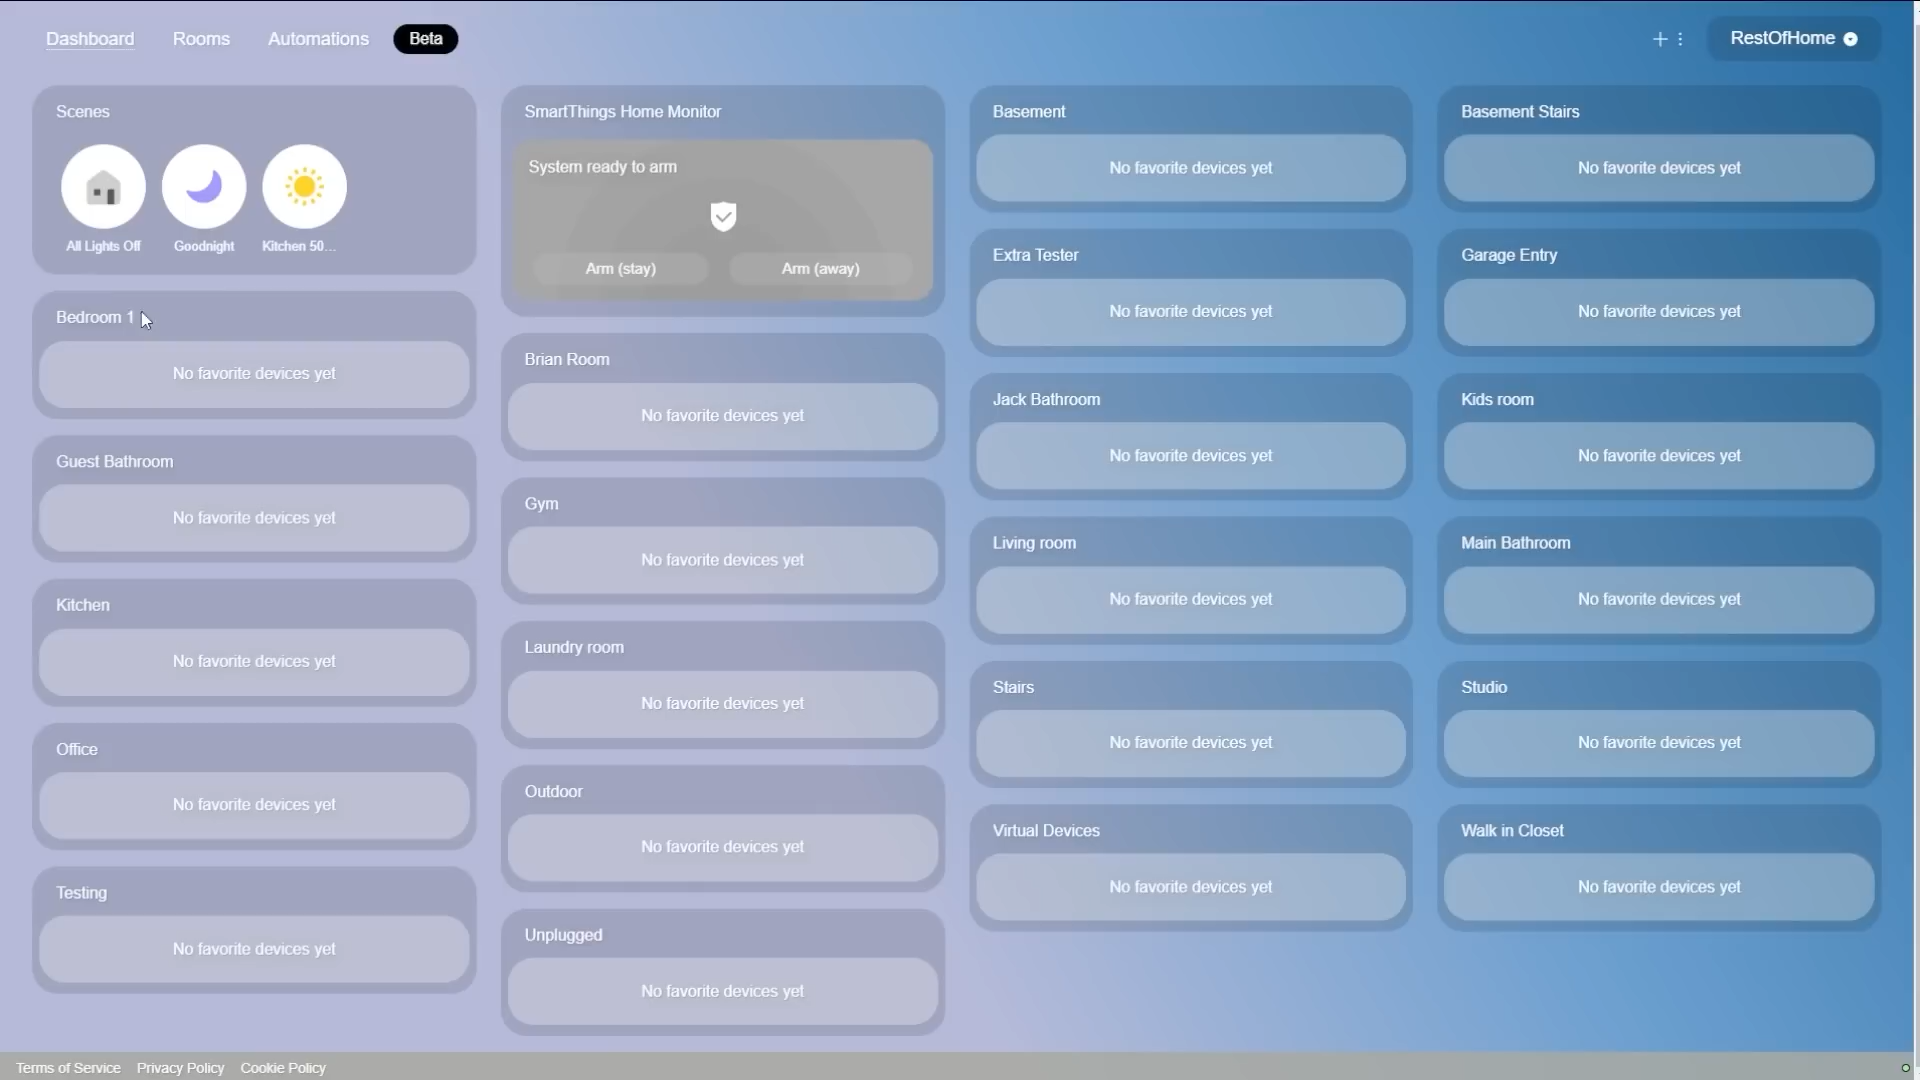 Dashboard Rooms Automations Beta
RestOfHome
Scenes
All Lights Off Goodnight Kitchen 50...
Bedroom 1
No favorite devices yet
Guest Bathroom
No favorite devices yet
Kitchen
No favorite devices yet
Office
No favorite devices yet
Testing
No favorite devices yet
SmartThings Home Monitor
System ready to arm
Arm (stay) Arm (away)
Brian Room
No favorite devices yet
Gym
No favorite devices yet
Laundry room
No favorite devices yet
Outdoor
No favorite devices yet
Unplugged
No favorite devices yet
Basement
No favorite devices yet
Extra Tester
No favorite devices yet
Jack Bathroom
No favorite devices yet
Living room
No favorite devices yet
Stairs
No favorite devices yet
Virtual Devices
No favorite devices yet
Basement Stairs
No favorite devices yet
Garage Entry
No favorite devices yet
Kids room
No favorite devices yet
Main Bathroom
No favorite devices yet
Studio
No favorite devices yet
Walk in Closet
No favorite devices yet
Terms of Service Privacy Policy Cookie Policy